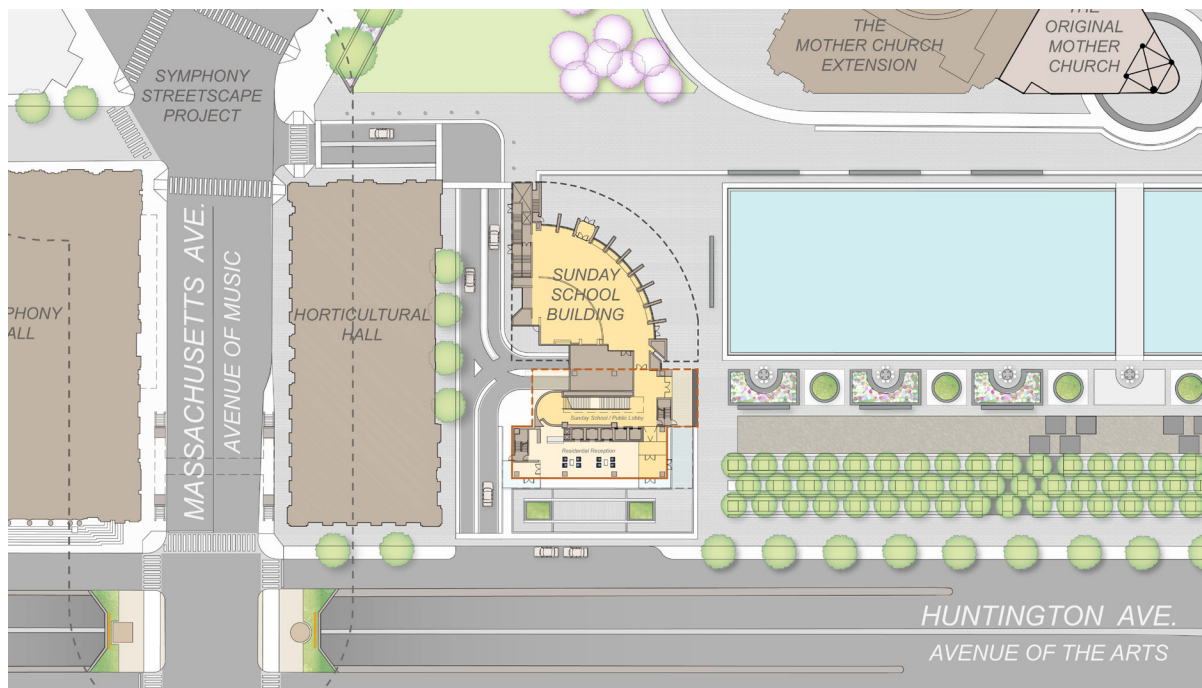 THE
MOTHER CHURCH
EXTENSION
THE
ORIGINAL
MOTHER
CHURCH
SYMPHONY
STREETSCAPE
PROJECT
MASSACHUSETTS AVE.
AVENUE OF MUSIC
PHONY
ALL
HORTICULTURAL
HALL
SUNDAY
SCHOOL
BUILDING
Sunday School / Public Lobby
Residential Reception
HUNTINGTON AVE.
AVENUE OF THE ARTS